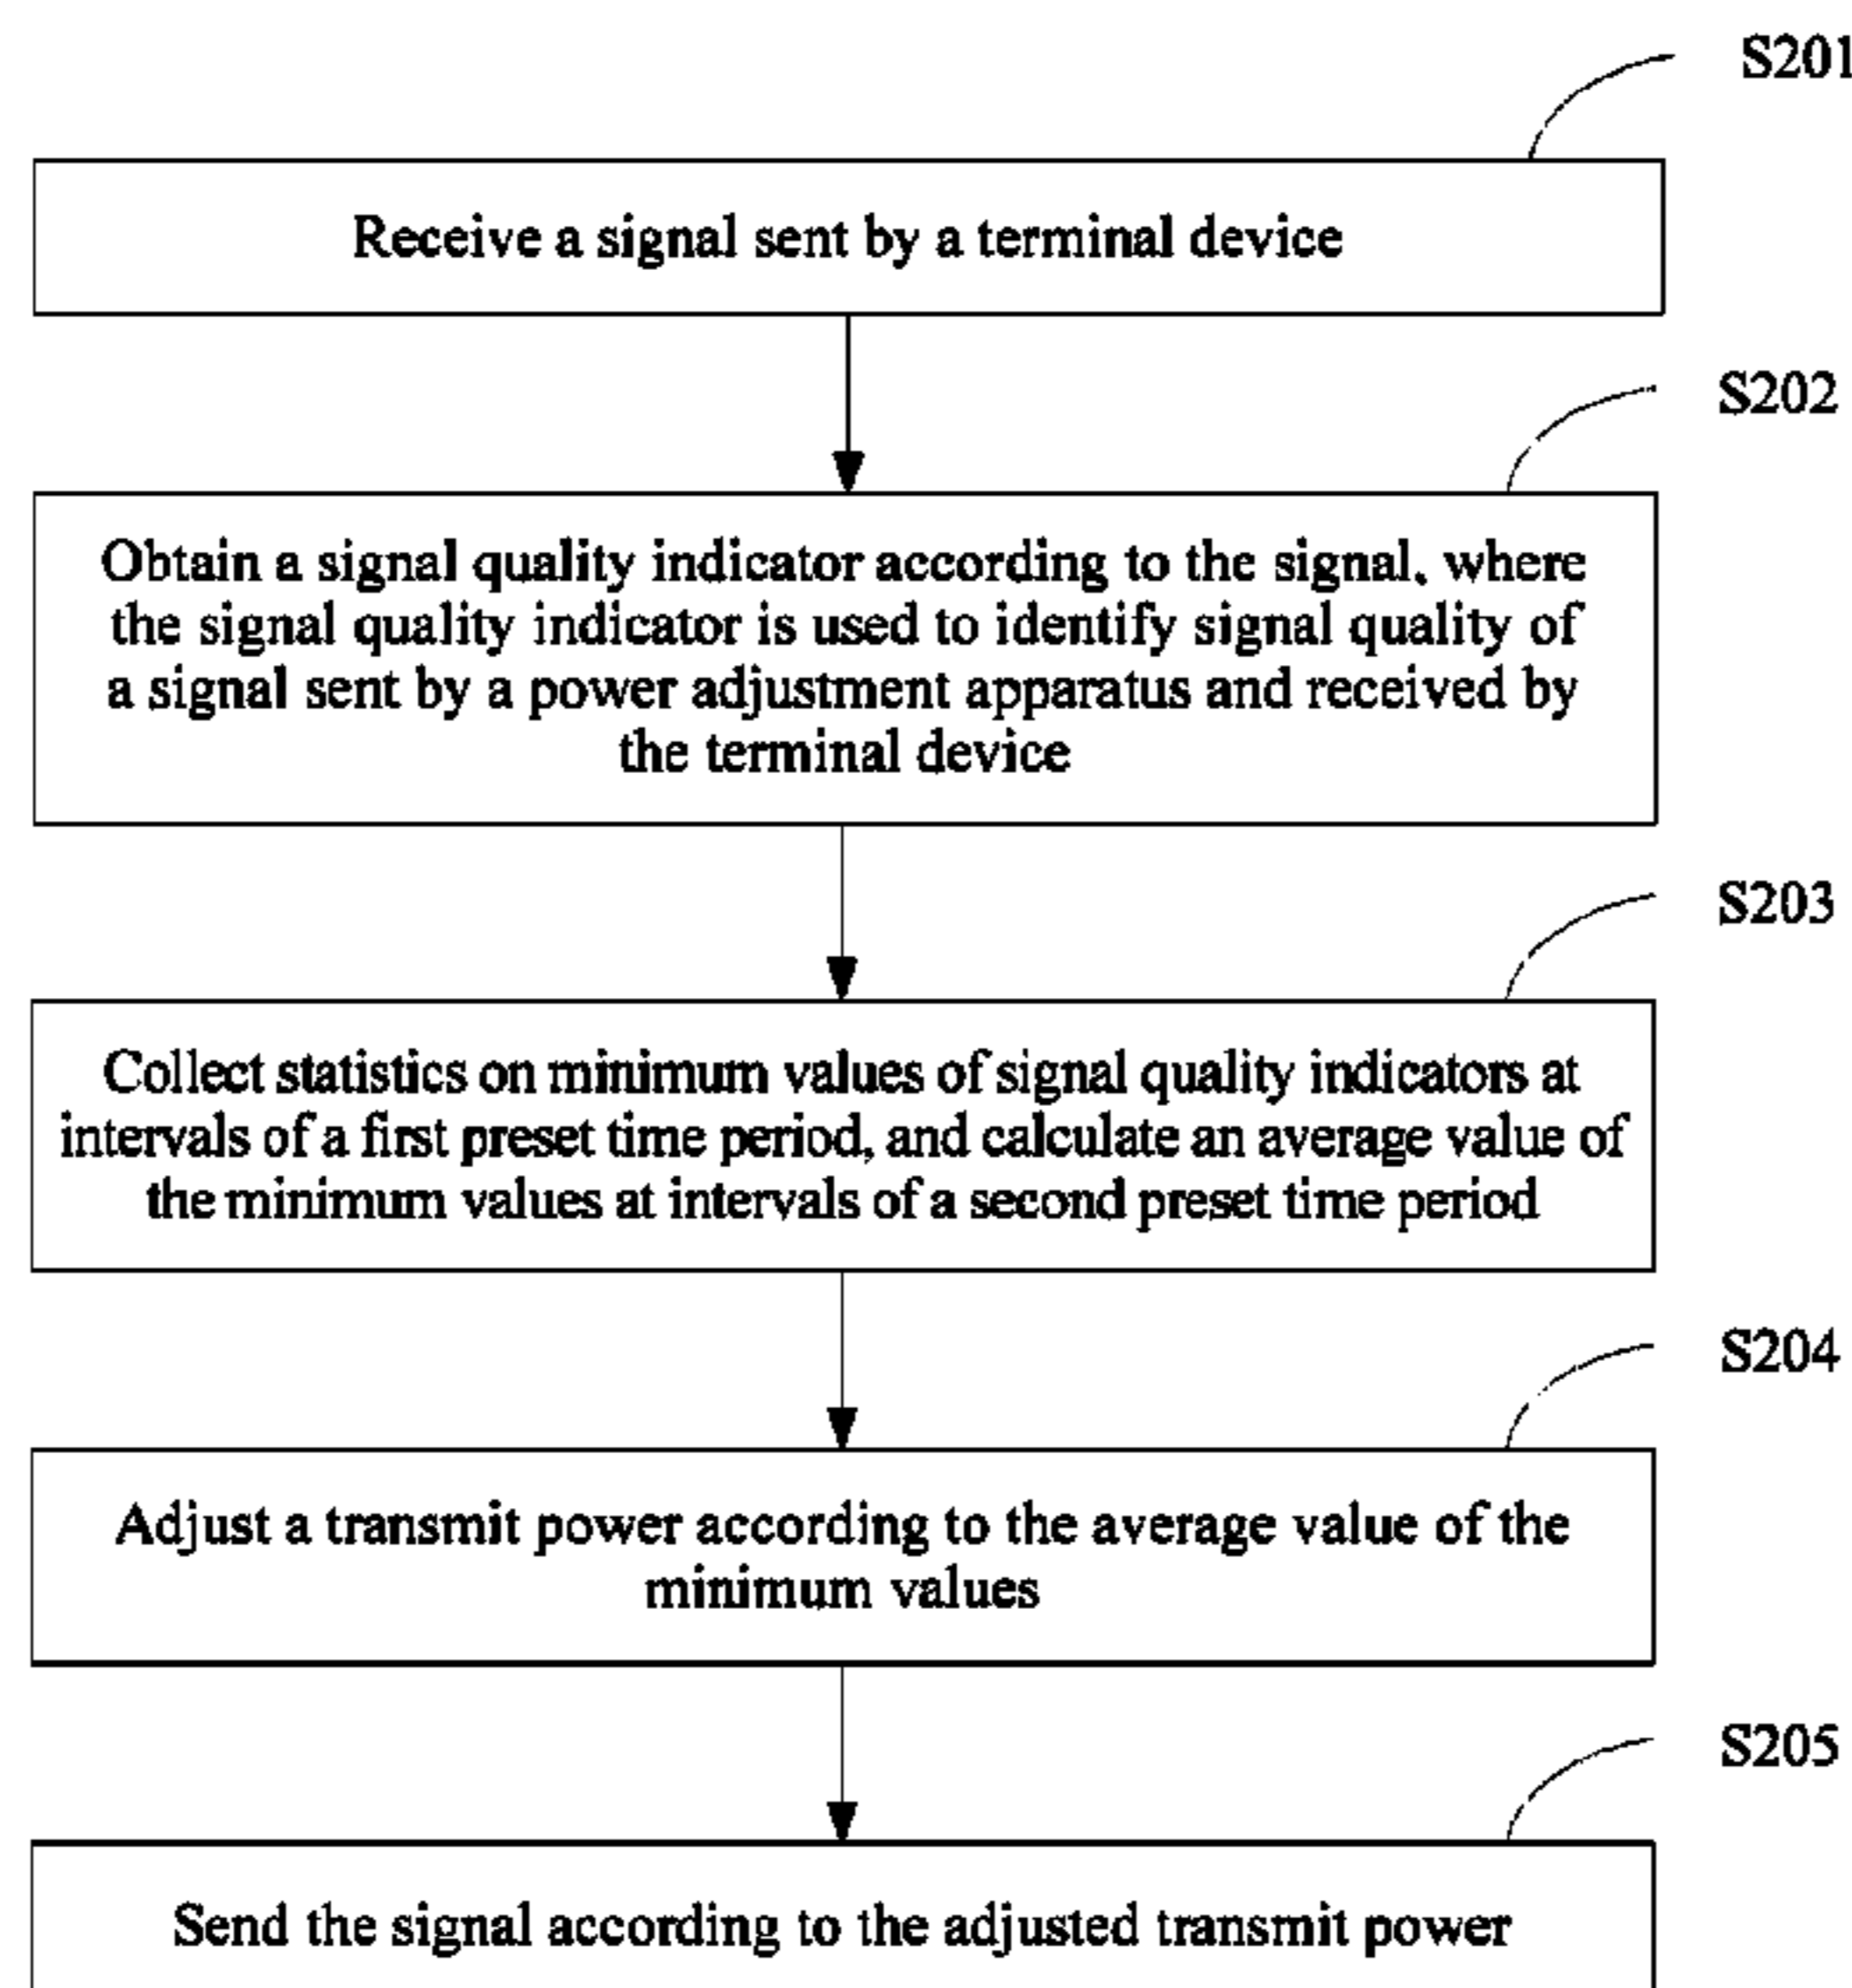 S201
Receive a signal sent by a terminal device
S202
Obtain a signal quality indicator according to the signal, where
the signal quality indicator is used to identify signal quality of
a signal sent by a power adjustment apparatus and received by
the terminal device
S203
Collect statistics on minimum values of signal quality indicators at
intervals of a first preset time period, and calculate an average value of
the minimum values at intervals of a second preset time period
S204
Adjust a transmit power according to the average value of the
minimum values
S205
Send the signal according to the adjusted transmit power